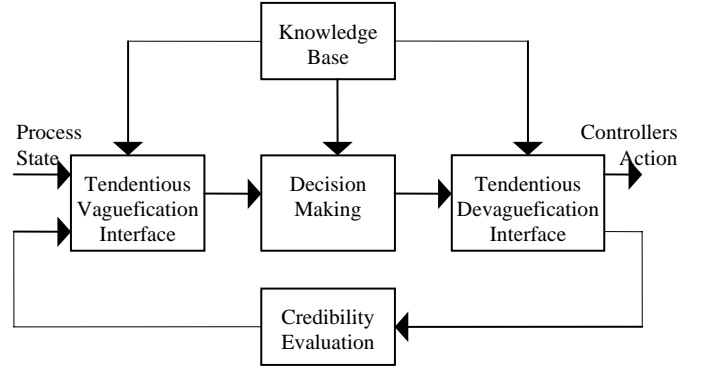 Knowledge
Base
Process
State
Controllers
Action
Tendentious
Vaguefication
Interface
Decision
Making
Tendentious
Devaguefication
Interface
Credibility
Evaluation